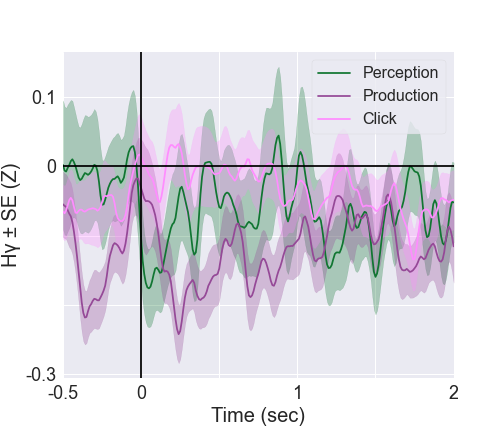 Perception
Production
Click
Hγ ± SE (Z)
0.1
0
-0.3
-0.5
0
1
2
Time (sec)